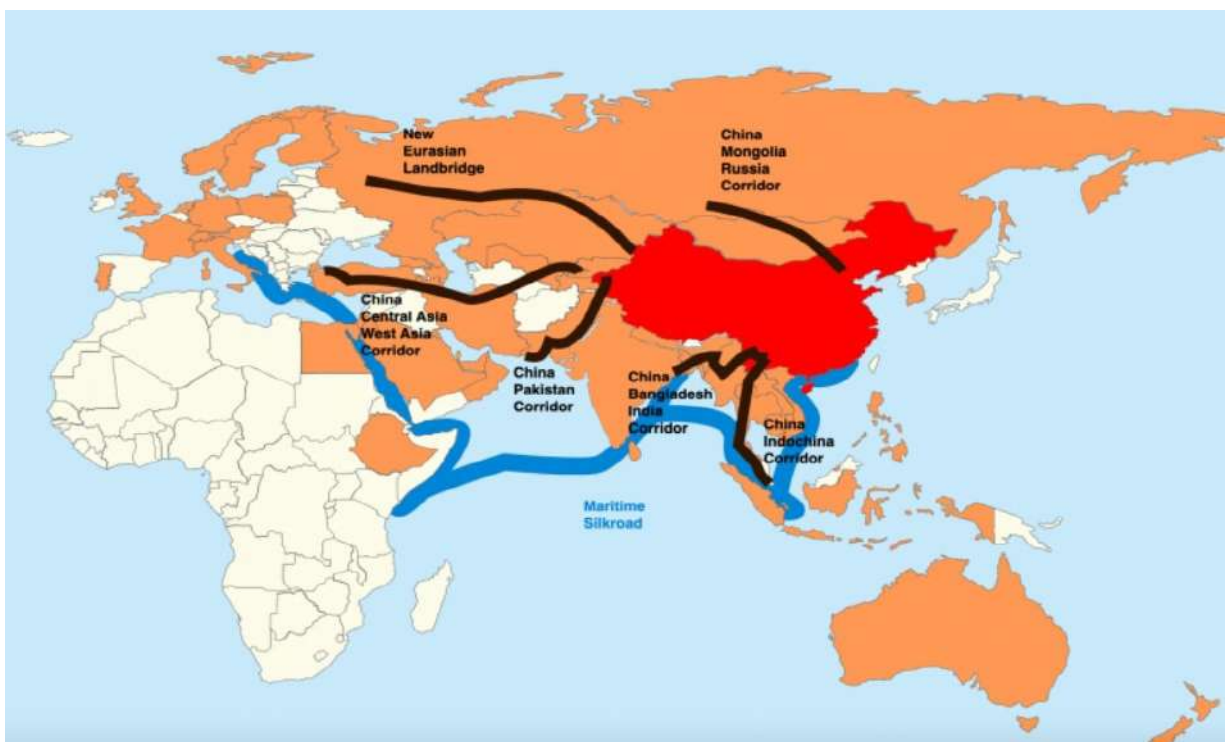 New
Eurasian
Landbridge
China
Mongolia
Russia
Corridor
China
Central Asia
West Asia
Corridor
China
Pakistan
Corridor
China
Bangladesh
India
Corridor
China
Indochina
Corridor
Maritime
Silkroad